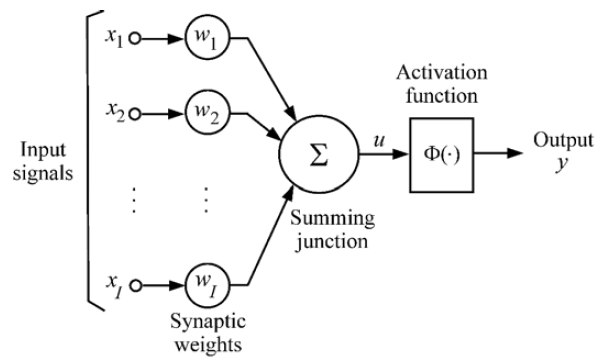 x1
w1
Activation
function
x2
w2
Input
signals
Σ
u
Φ(·)
Output
y
Summing
junction
xI
wI
Synaptic
weights